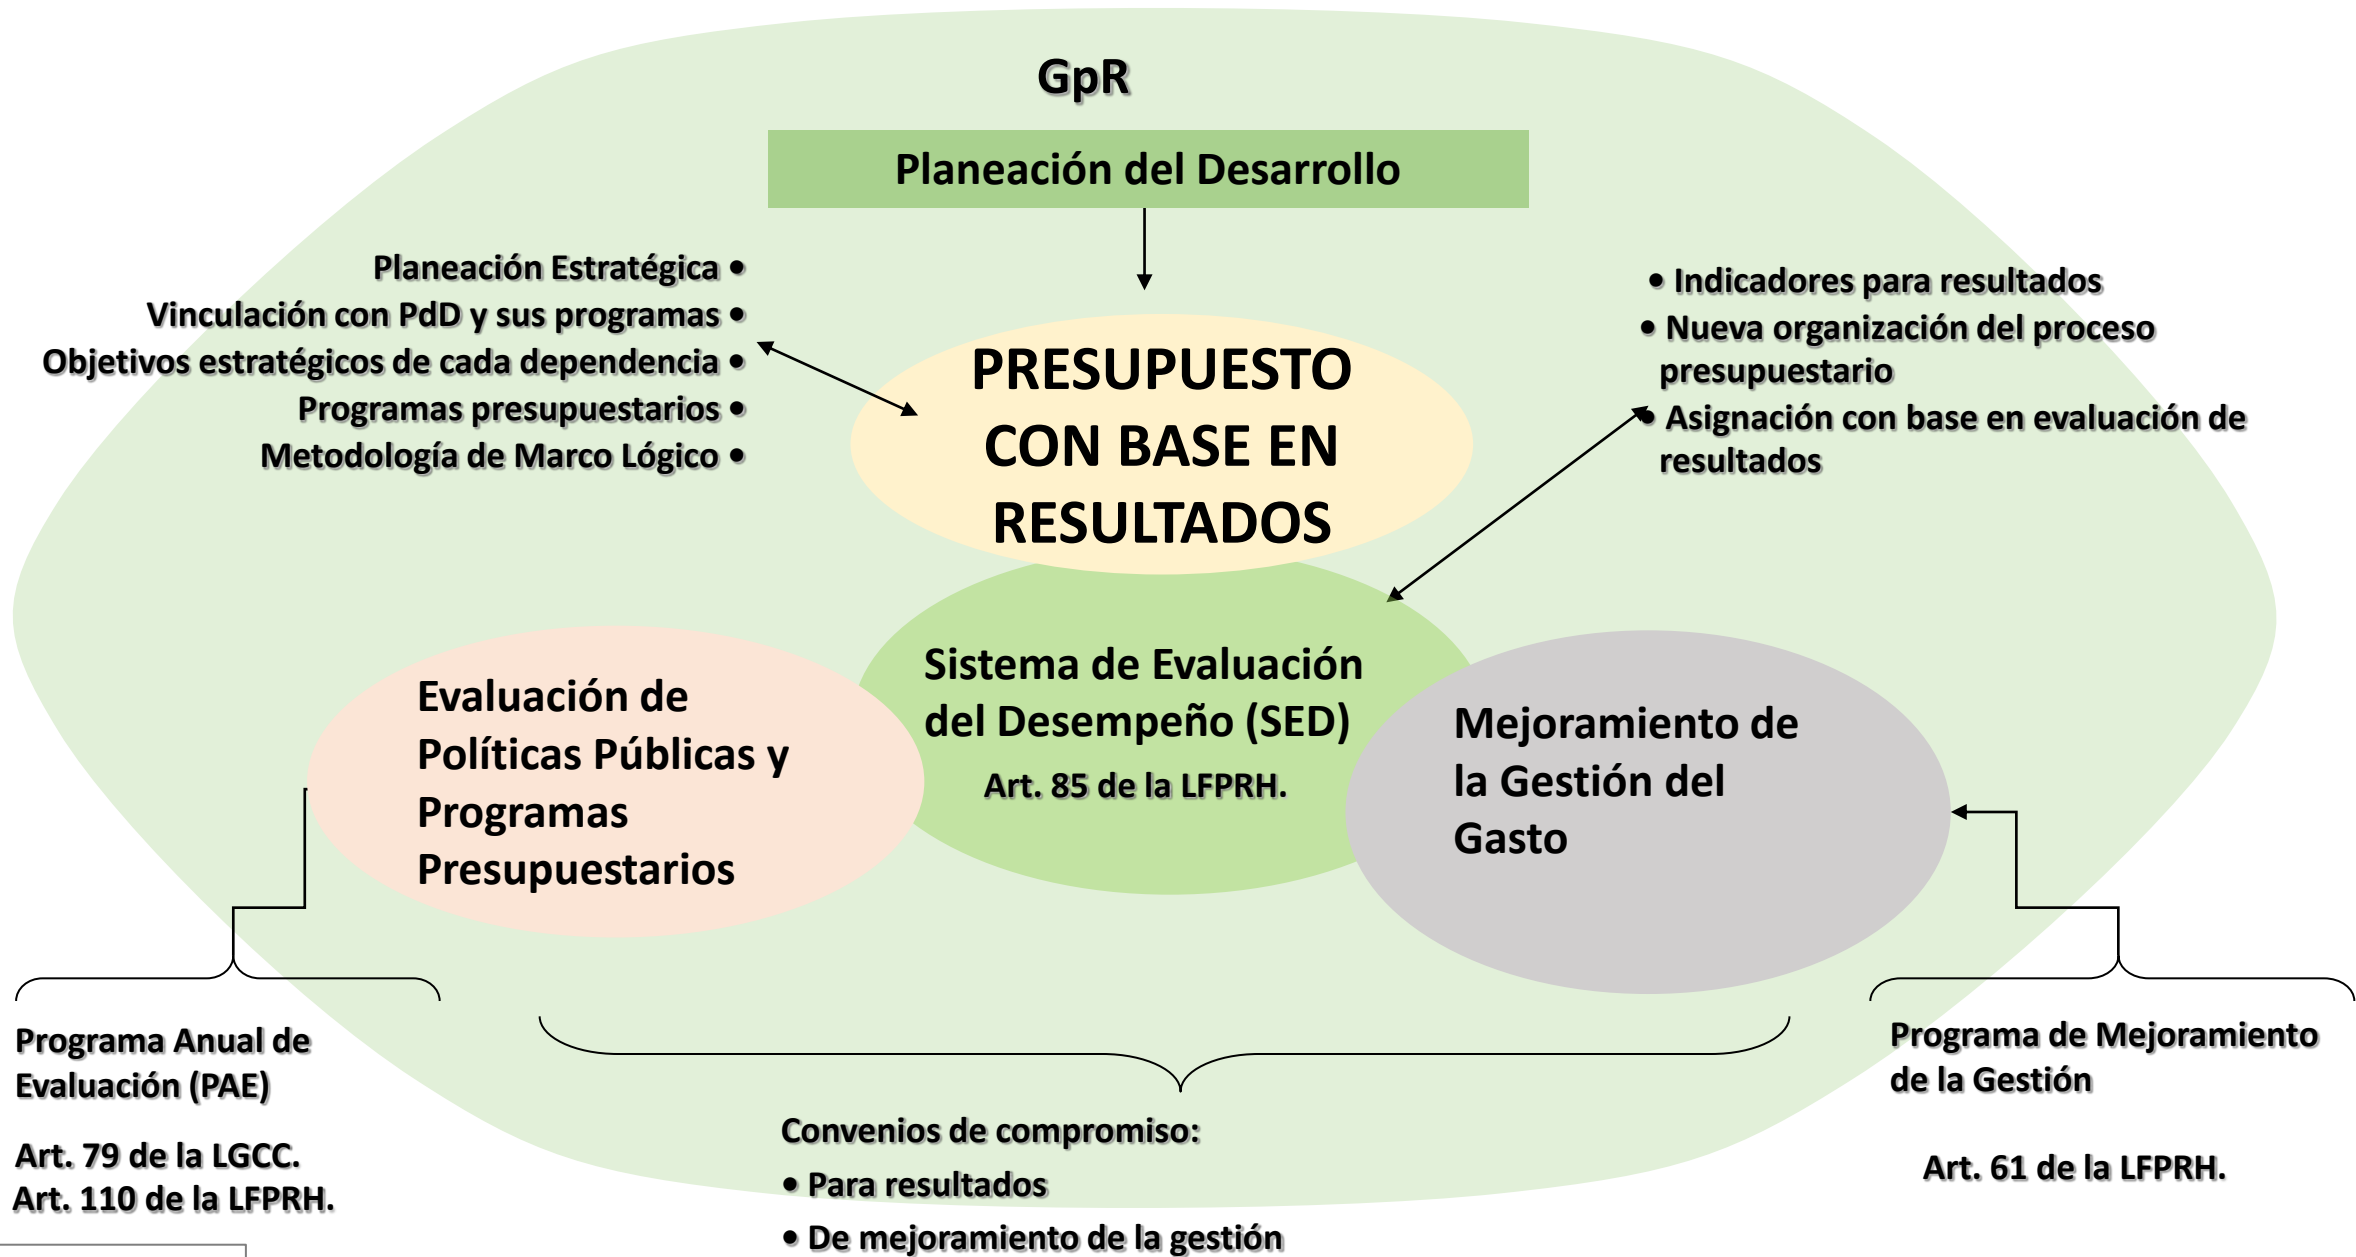 GpR
Planeación del Desarrollo
Planeación Estratégica •
Vinculación con PdD y sus programas •
Objetivos estratégicos de cada dependencia •
Programas presupuestarios •
Metodología de Marco Lógico •
• Indicadores para resultados
• Nueva organización del proceso
presupuestario
• Asignación con base en evaluación de
resultados
PRESUPUESTO
CON BASE EN
RESULTADOS
Sistema de Evaluación
del Desempeño (SED)
Art. 85 de la LFPRH.
Evaluación de
Políticas Públicas y
Programas
Presupuestarios
Mejoramiento de
la Gestión del
Gasto
Programa Anual de
Evaluación (PAE)
Art. 79 de la LGCC.
Art. 110 de la LFPRH.
Convenios de compromiso:
• Para resultados
• De mejoramiento de la gestión
Programa de Mejoramiento
de la Gestión
Art. 61 de la LFPRH.